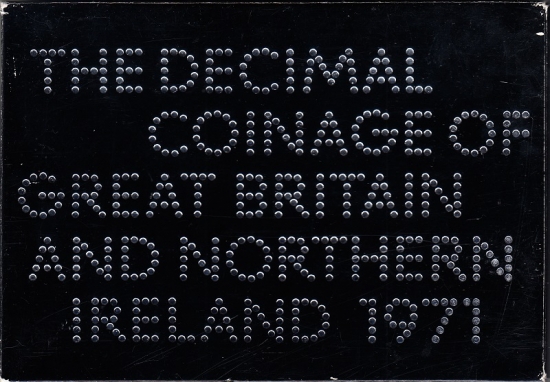 THE DECIMAL
COINAGE OF
GREAT BRITAIN
AND NORTHERN
IRELAND 1971